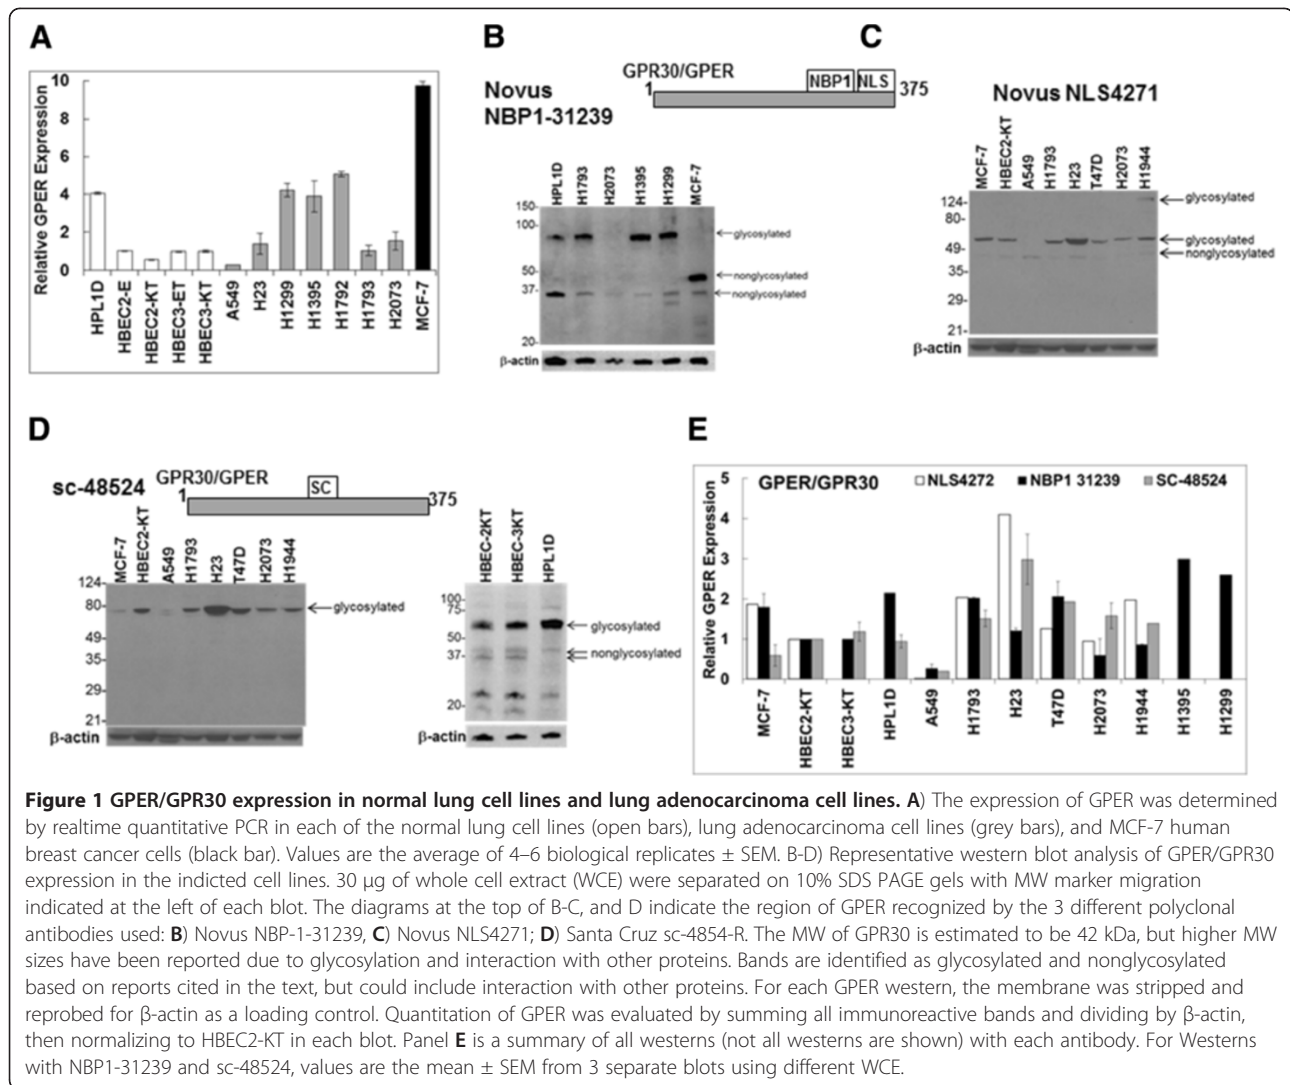 A
Relative GPER Expression
10
8
6
4
2
0
HPL1D
HBEC2-E
HBEC2-KT
HBEC3-ET
HBEC3-KT
A549
H23
H1299
H1395
H1792
H1793
H2073
MCF-7
B
Novus
NBP1-31239
GPR30/GPER
1
NBP1
NLS
375
HPL1D
H1793
H2073
H1395
H1299
MCF-7
150-
100-
50-
37-
20-
glycosylated
nonglycosylated
nonglycosylated
β-actin
C
Novus NLS4271
MCF-7
HBEC2-KT
A549
H1793
H23
T47D
H2073
H1944
124-
80-
49-
35-
29-
21-
glycosylated
glycosylated
nonglycosylated
β-actin
D
sc-48524
GPR30/GPER
1
SC
375
MCF-7
HBEC2-KT
A549
H1793
H23
T47D
H2073
H1944
124-
80-
49-
35-
29-
21-
glycosylated
β-actin
HBEC-2KT
HBEC-3KT
HPL1D
100-
75-
50-
37-
20-
glycosylated
nonglycosylated
β-actin
E
GPER/GPR30
NLS4272
NBP1 31239
SC-48524
Relative GPER Expression
5
4
3
2
1
0
MCF-7
HBEC2-KT
HBEC3-KT
HPL1D
A549
H1793
H23
T47D
H2073
H1944
H1395
H1299
Figure 1 GPER/GPR30 expression in normal lung cell lines and lung adenocarcinoma cell lines. A) The expression of GPER was determined
by realtime quantitative PCR in each of the normal lung cell lines (open bars), lung adenocarcinoma cell lines (grey bars), and MCF-7 human
breast cancer cells (black bar). Values are the average of 4–6 biological replicates ± SEM. B-D) Representative western blot analysis of GPER/GPR30
expression in the indicted cell lines. 30 μg of whole cell extract (WCE) were separated on 10% SDS PAGE gels with MW marker migration
indicated at the left of each blot. The diagrams at the top of B-C, and D indicate the region of GPER recognized by the 3 different polyclonal
antibodies used: B) Novus NBP-1-31239, C) Novus NLS4271; D) Santa Cruz sc-4854-R. The MW of GPR30 is estimated to be 42 kDa, but higher MW
sizes have been reported due to glycosylation and interaction with other proteins. Bands are identified as glycosylated and nonglycosylated
based on reports cited in the text, but could include interaction with other proteins. For each GPER western, the membrane was stripped and
reprobed for β-actin as a loading control. Quantitation of GPER was evaluated by summing all immunoreactive bands and dividing by β-actin,
then normalizing to HBEC2-KT in each blot. Panel E is a summary of all westerns (not all westerns are shown) with each antibody. For Westerns
with NBP1-31239 and sc-48524, values are the mean ± SEM from 3 separate blots using different WCE.